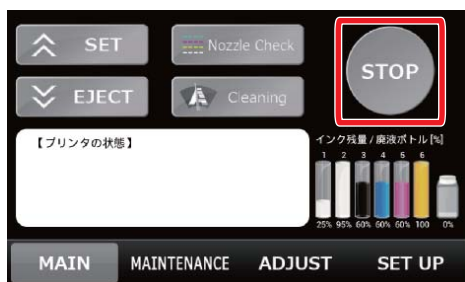 SET
Nozzle Check
STOP
EJECT
Cleaning
【プリンタの状態】
インク残量/廃液ボトル[%]
1 2 3 4 5 6
25% 95% 60% 60% 60% 100 0%
MAIN MAINTENANCE ADJUST SET UP